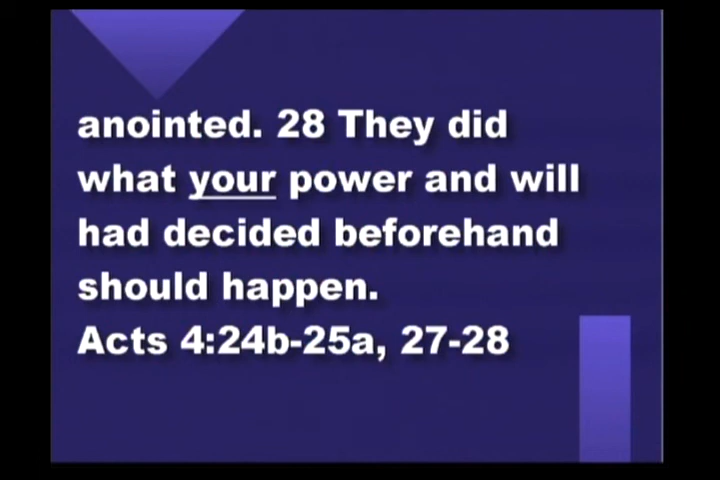 anointed. 28 They did
what your power and will
had decided beforehand
should happen.
Acts 4:24b-25a, 27-28